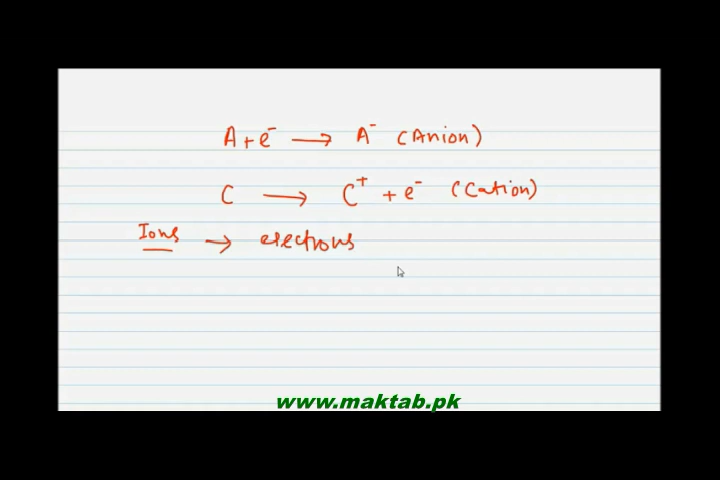 A + e⁻ → A⁻ (Anion)
C → C⁺ + e⁻ (Cation)
Ions → electrons
www.maktab.pk